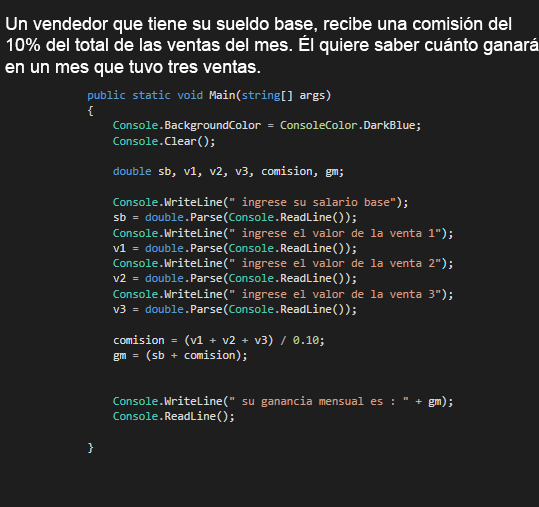 Un vendedor que tiene su sueldo base, recibe una comisión del
10% del total de las ventas del mes. Él quiere saber cuánto ganará
en un mes que tuvo tres ventas.
public static void Main(string[] args)
{
Console.BackgroundColor = ConsoleColor.DarkBlue;
Console.Clear();
double sb, v1, v2, v3, comision, gm;
Console.WriteLine(" ingrese su salario base");
sb = double.Parse(Console.ReadLine());
Console.WriteLine(" ingrese el valor de la venta 1");
v1 = double.Parse(Console.ReadLine());
Console.WriteLine(" ingrese el valor de la venta 2");
v2 = double.Parse(Console.ReadLine());
Console.WriteLine(" ingrese el valor de la venta 3");
v3 = double.Parse(Console.ReadLine());
comision = (v1 + v2 + v3) / 0.10;
gm = (sb + comision);
Console.WriteLine(" su ganancia mensual es : " + gm);
Console.ReadLine();
}